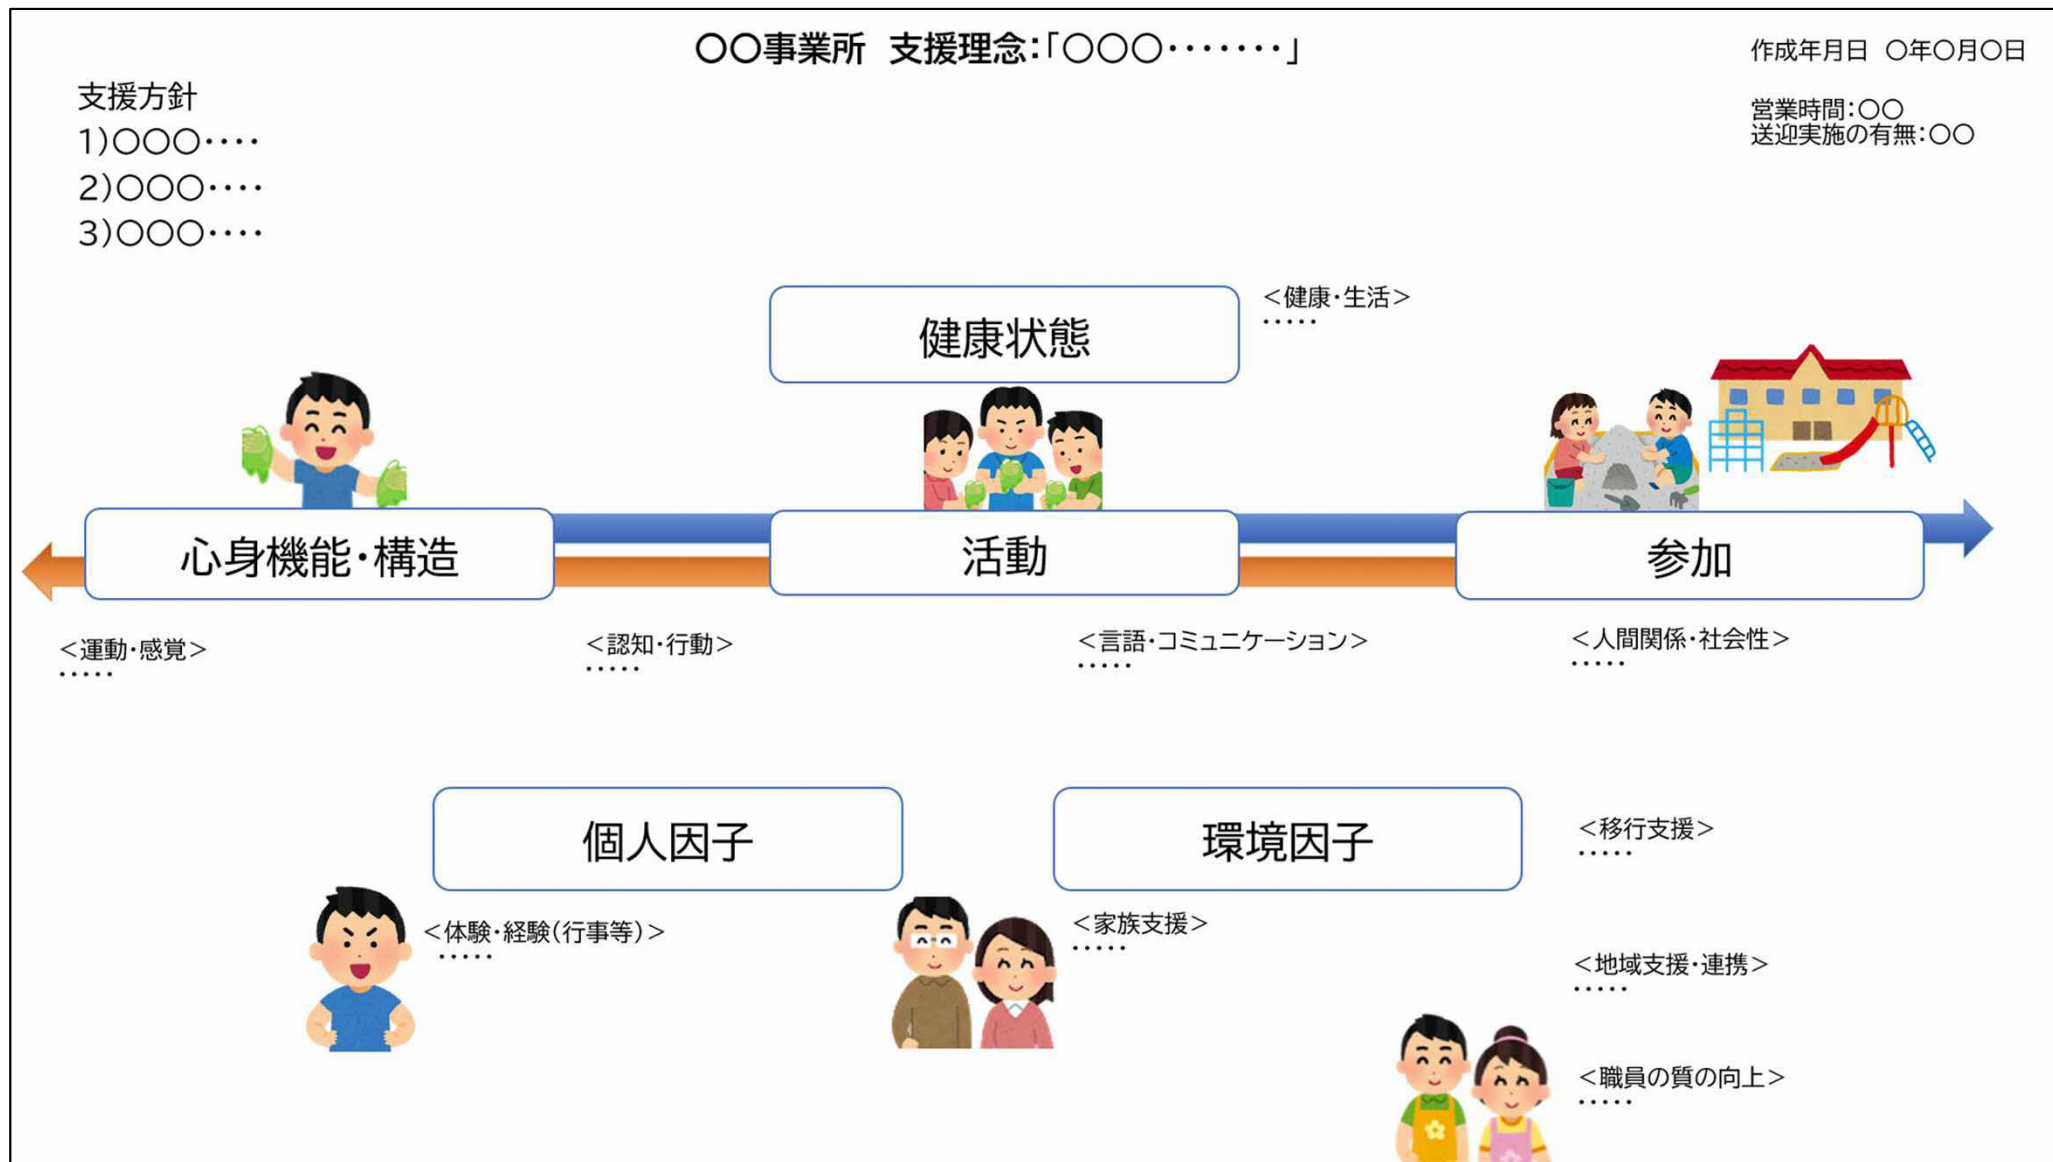 〇〇事業所　支援理念：「〇〇〇・・・・・・・」
作成年月日　〇年〇月〇日
営業時間：〇〇
送迎実施の有無：〇〇
支援方針
1)〇〇〇・・・・
2)〇〇〇・・・・
3)〇〇〇・・・・
健康状態
＜健康・生活＞
・・・・・
心身機能・構造
活動
参加
＜運動・感覚＞
・・・・・
＜認知・行動＞
・・・・・
＜言語・コミュニケーション＞
・・・・・
＜人間関係・社会性＞
・・・・・
個人因子
環境因子
＜移行支援＞
・・・・・
＜体験・経験（行事等）＞
・・・・・
＜家族支援＞
・・・・・
＜地域支援・連携＞
・・・・・
＜職員の質の向上＞
・・・・・